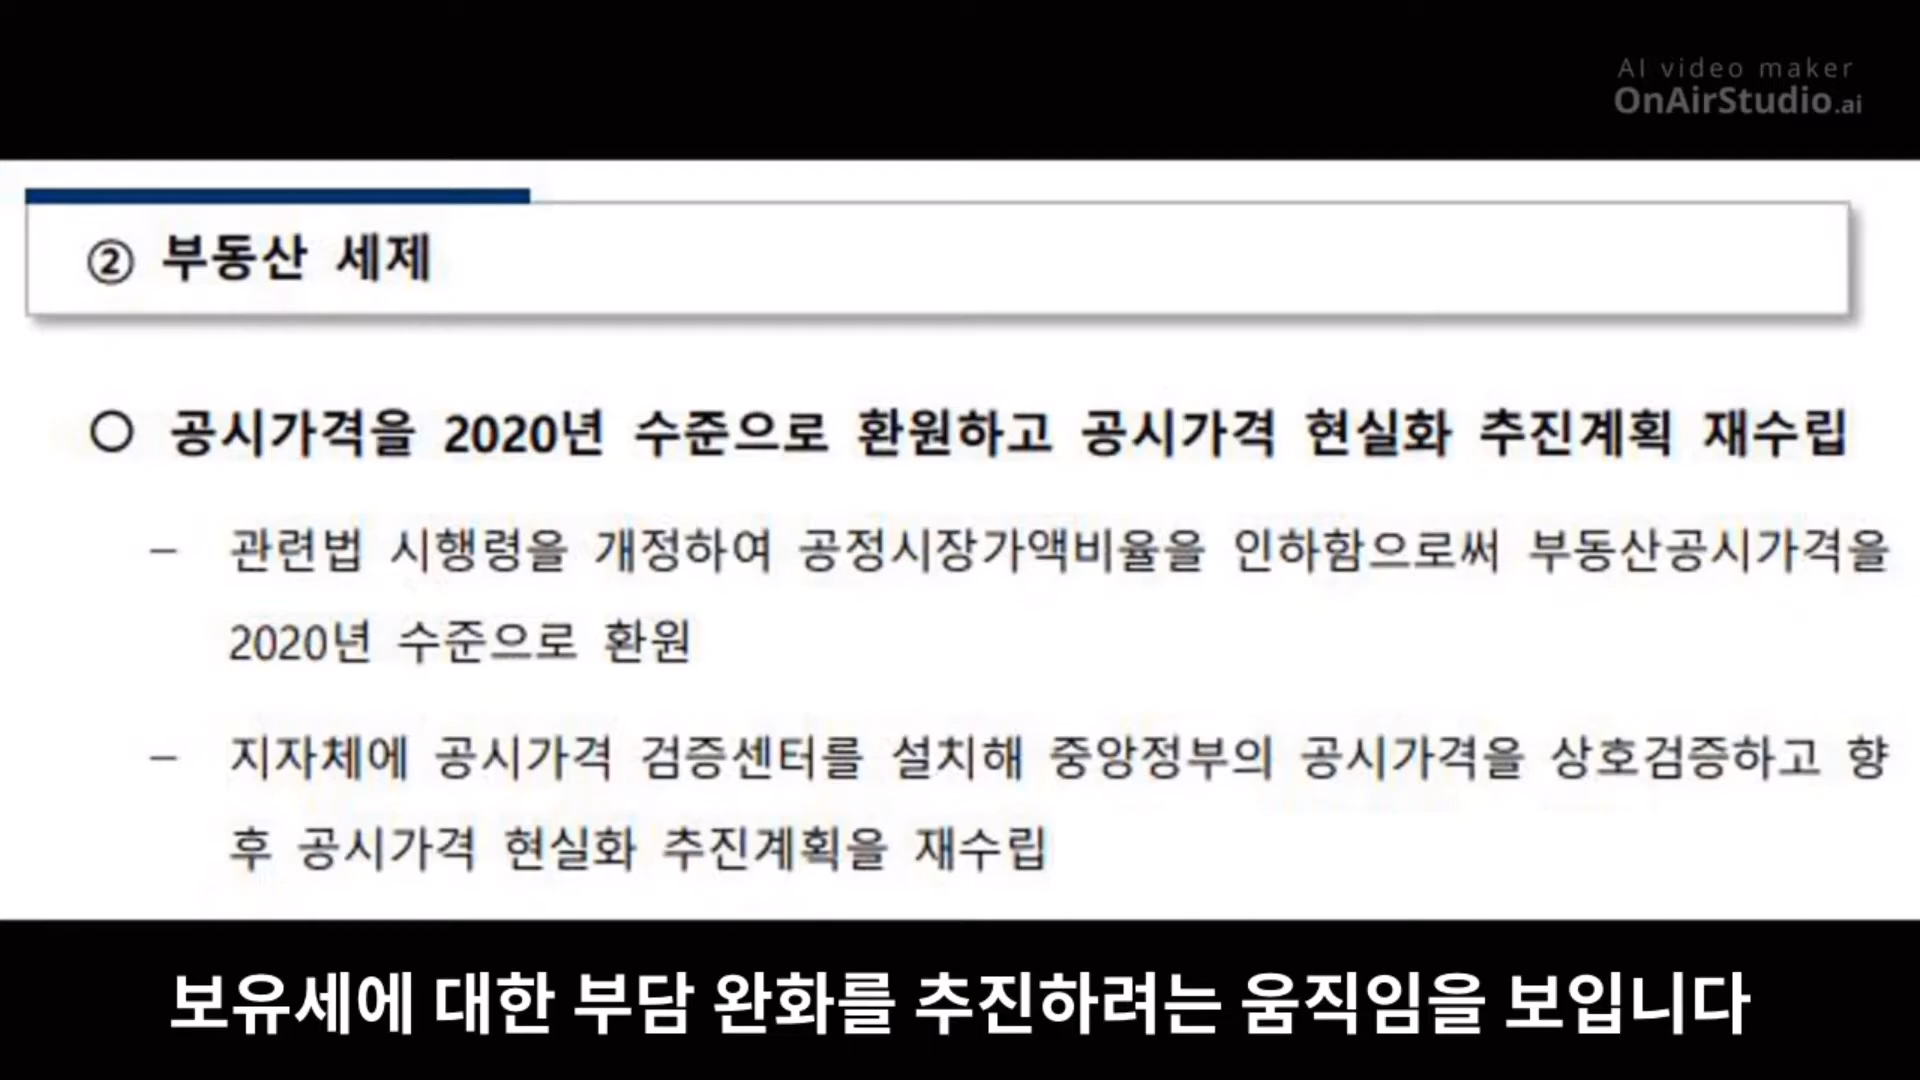 AI video maker
OnAirStudio.ai
② 부동산 세제
○ 공시가격을 2020년 수준으로 환원하고 공시가격 현실화 추진계획 재수립
– 관련법 시행령을 개정하여 공정시장가액비율을 인하함으로써 부동산공시가격을
2020년 수준으로 환원
– 지자체에 공시가격 검증센터를 설치해 중앙정부의 공시가격을 상호검증하고 향
후 공시가격 현실화 추진계획을 재수립
보유세에 대한 부담 완화를 추진하려는 움직임을 보입니다